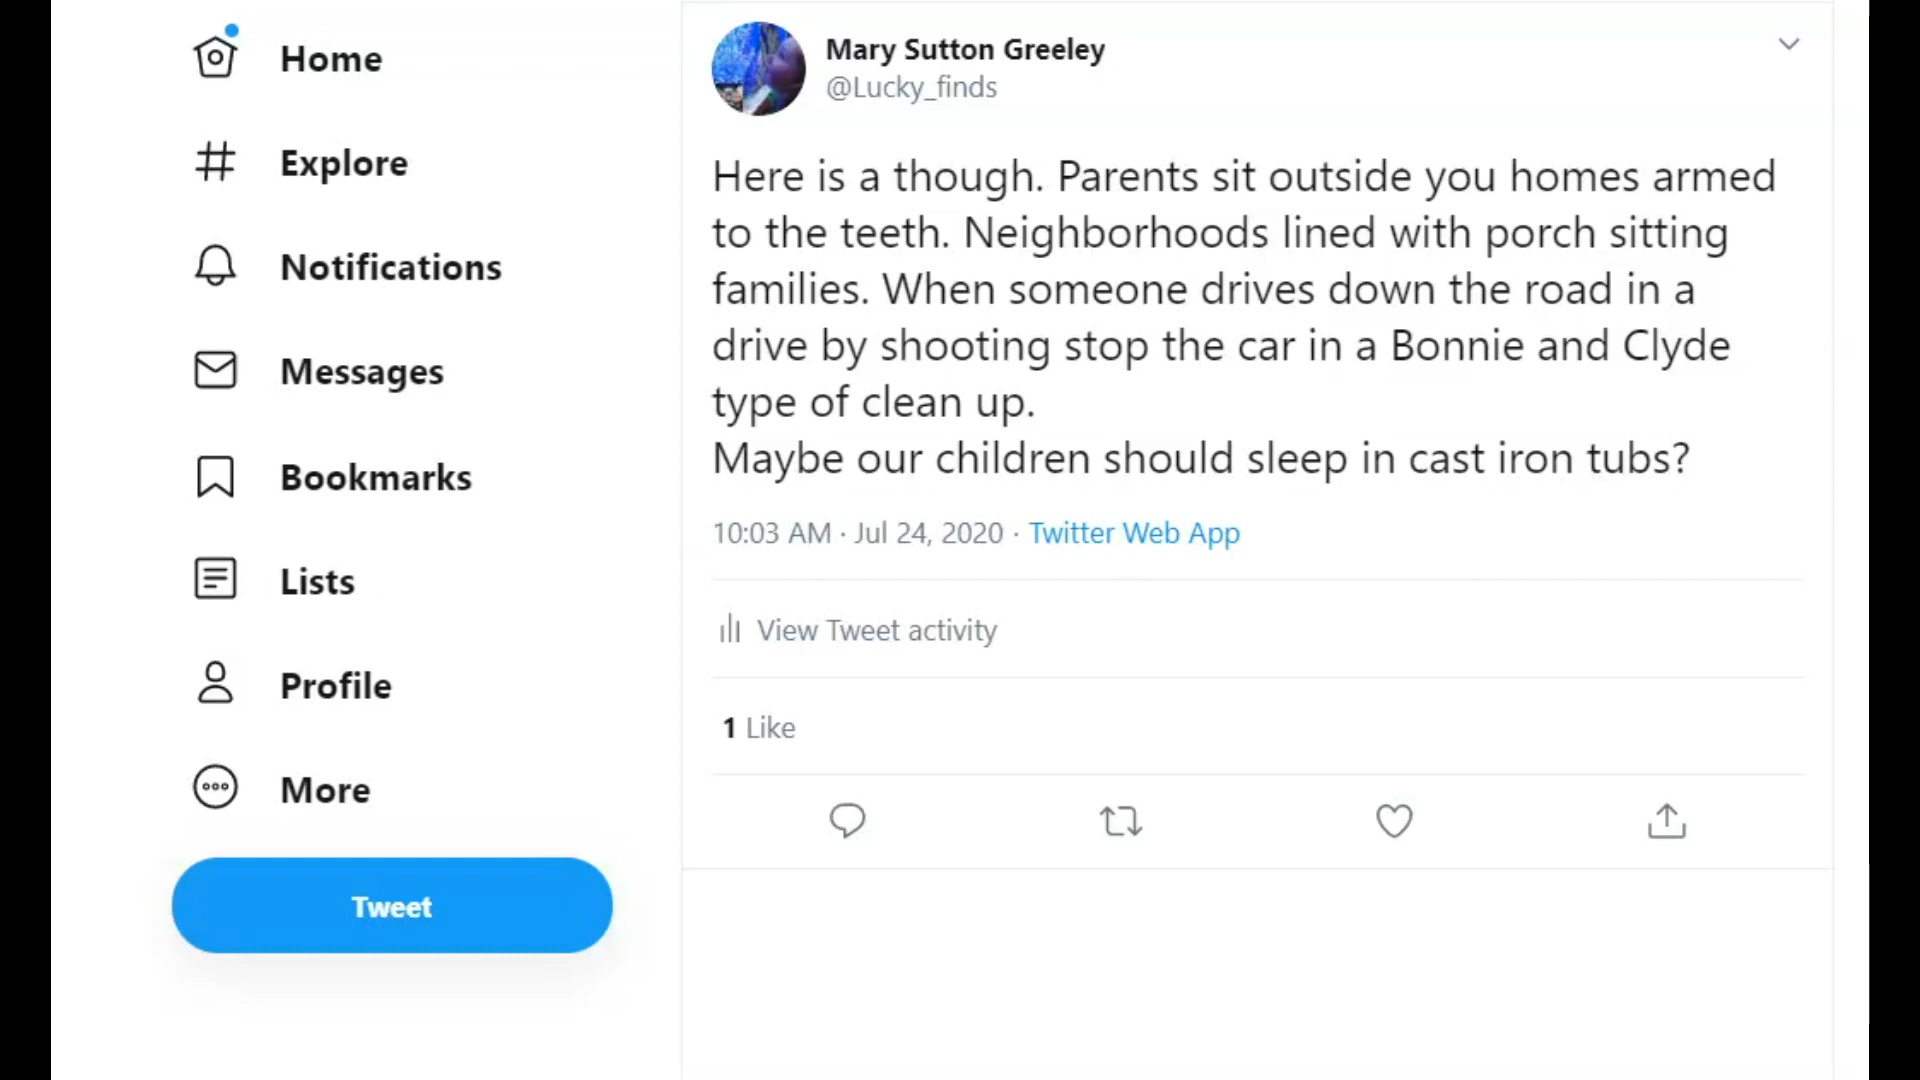 Home
Explore
Notifications
Messages
Bookmarks
Lists
Profile
More
Tweet
Mary Sutton Greeley
@Lucky_finds
Here is a though. Parents sit outside you homes armed
to the teeth. Neighborhoods lined with porch sitting
families. When someone drives down the road in a
drive by shooting stop the car in a Bonnie and Clyde
type of clean up.
Maybe our children should sleep in cast iron tubs?
10:03 AM · Jul 24, 2020 · Twitter Web App
View Tweet activity
1 Like